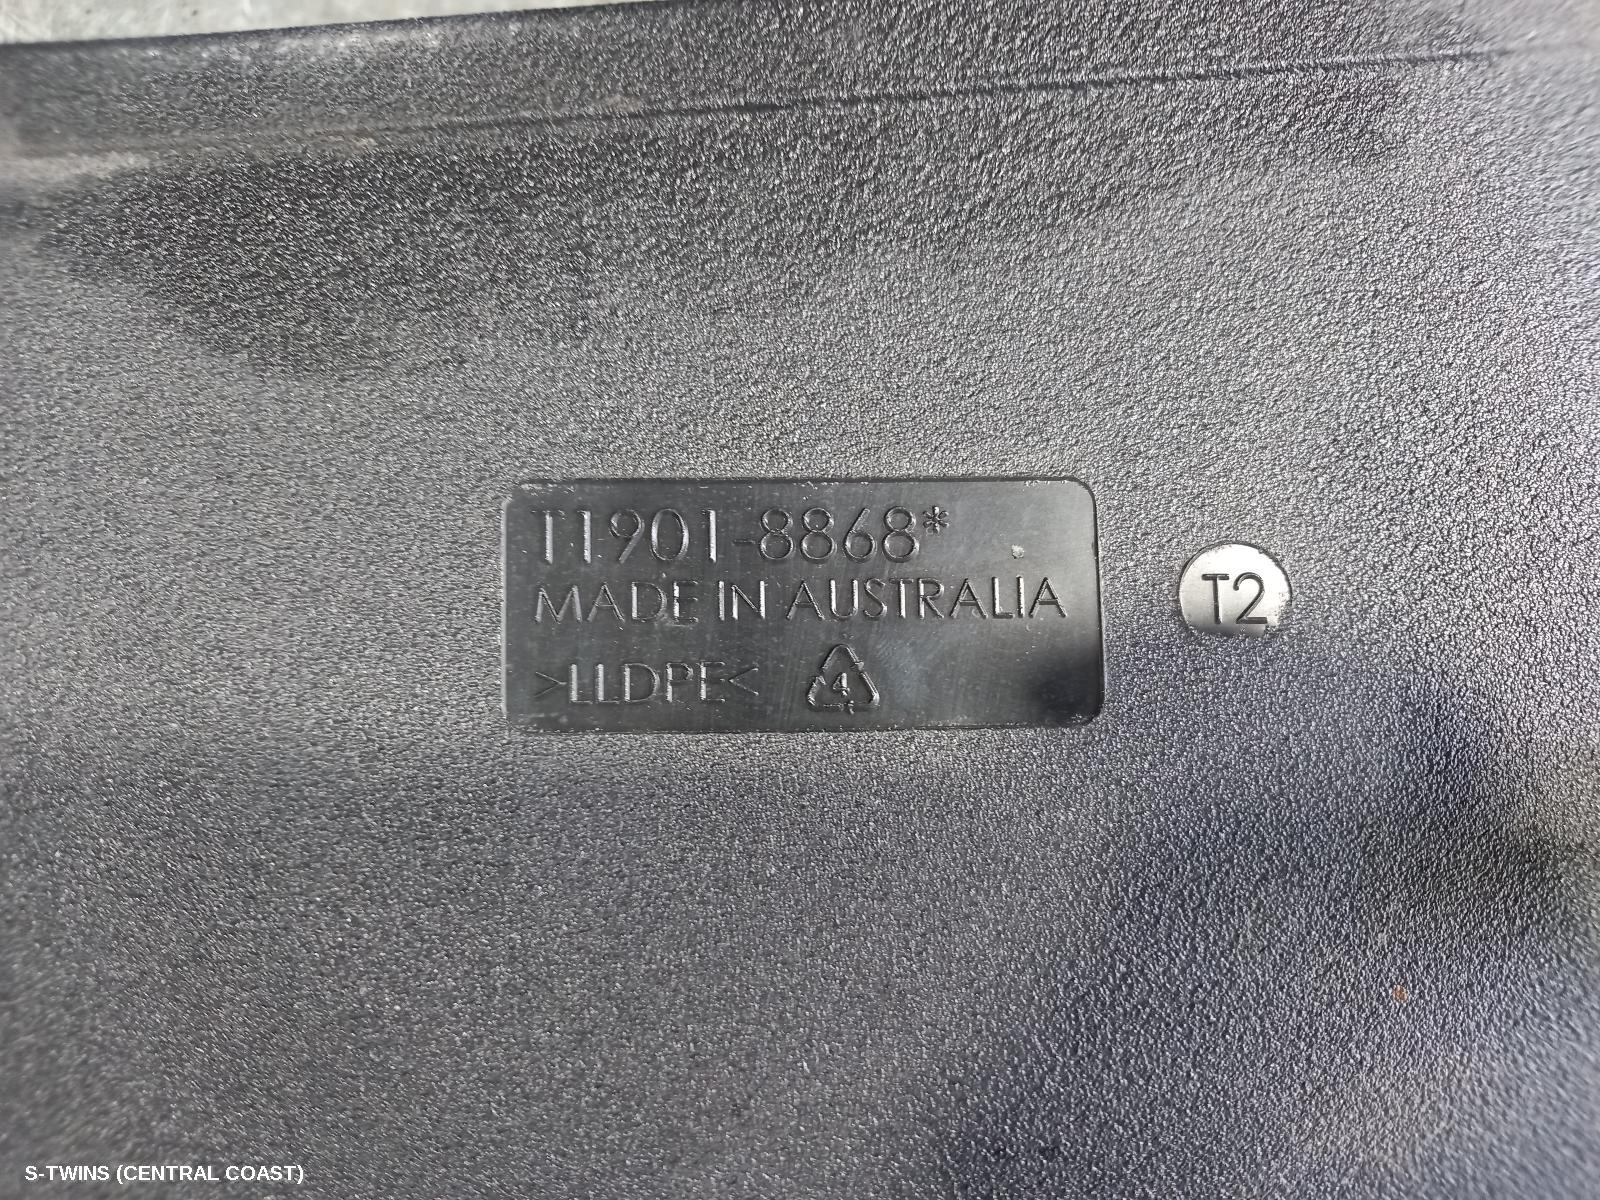 T1901-8868*
MADE IN AUSTRALIA
>LLDPE< 4
T2
S-TWINS (CENTRAL COAST)